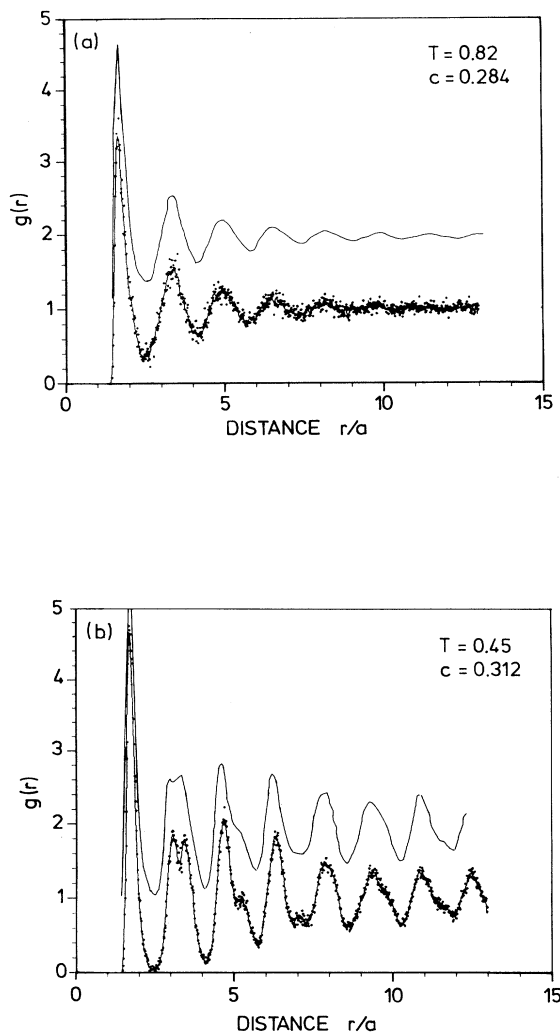 (a)
T = 0.82
c = 0.284
g(r)
5
4
3
2
1
0
0 5 10 15
DISTANCE r/a
(b)
T = 0.45
c = 0.312
g(r)
5
4
3
2
1
0
0 5 10 15
DISTANCE r/a